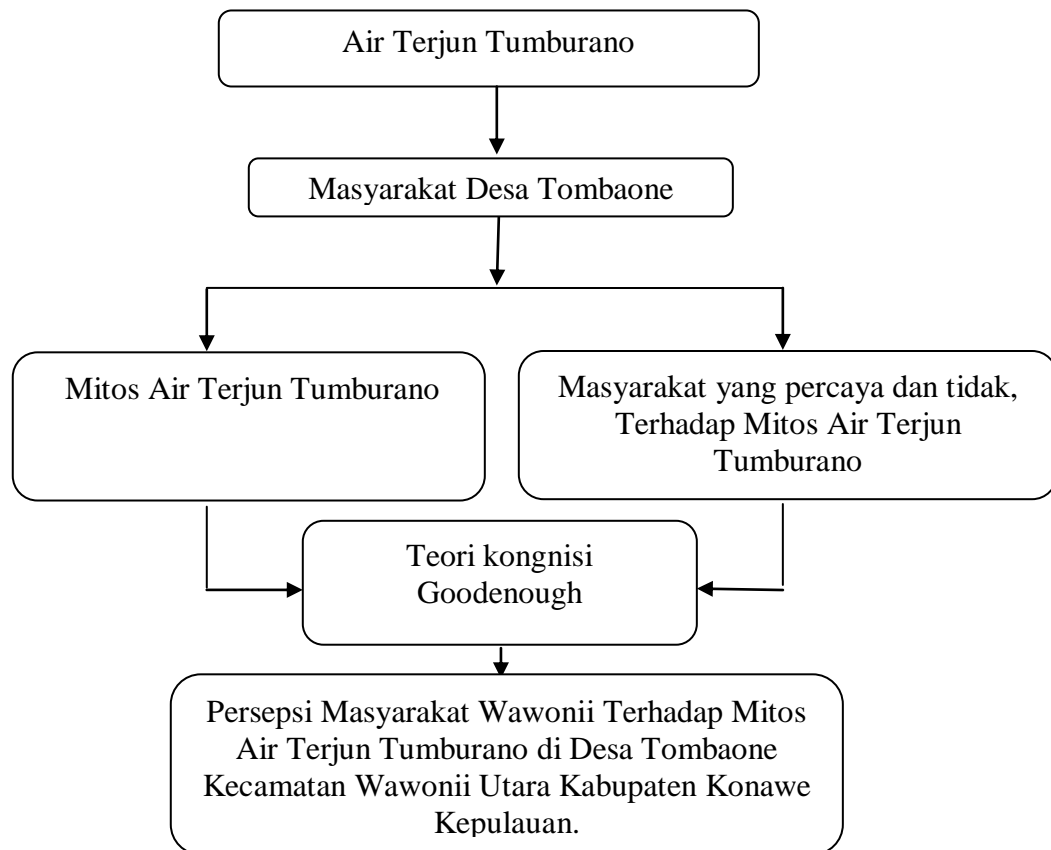 Air Terjun Tumburano
Masyarakat Desa Tombaone
Mitos Air Terjun Tumburano
Masyarakat yang percaya dan tidak,
Terhadap Mitos Air Terjun
Tumburano
Teori kongnisi
Goodenough
Persepsi Masyarakat Wawonii Terhadap Mitos
Air Terjun Tumburano di Desa Tombaone
Kecamatan Wawonii Utara Kabupaten Konawe
Kepulauan.